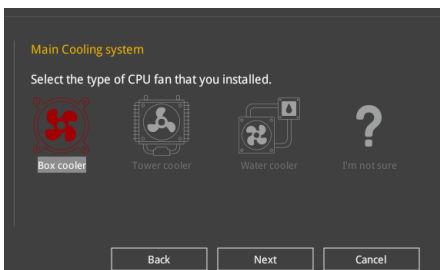 Main Cooling system
Select the type of CPU fan that you installed.
Box cooler
Tower cooler
Water cooler
I'm not sure
Back
Next
Cancel